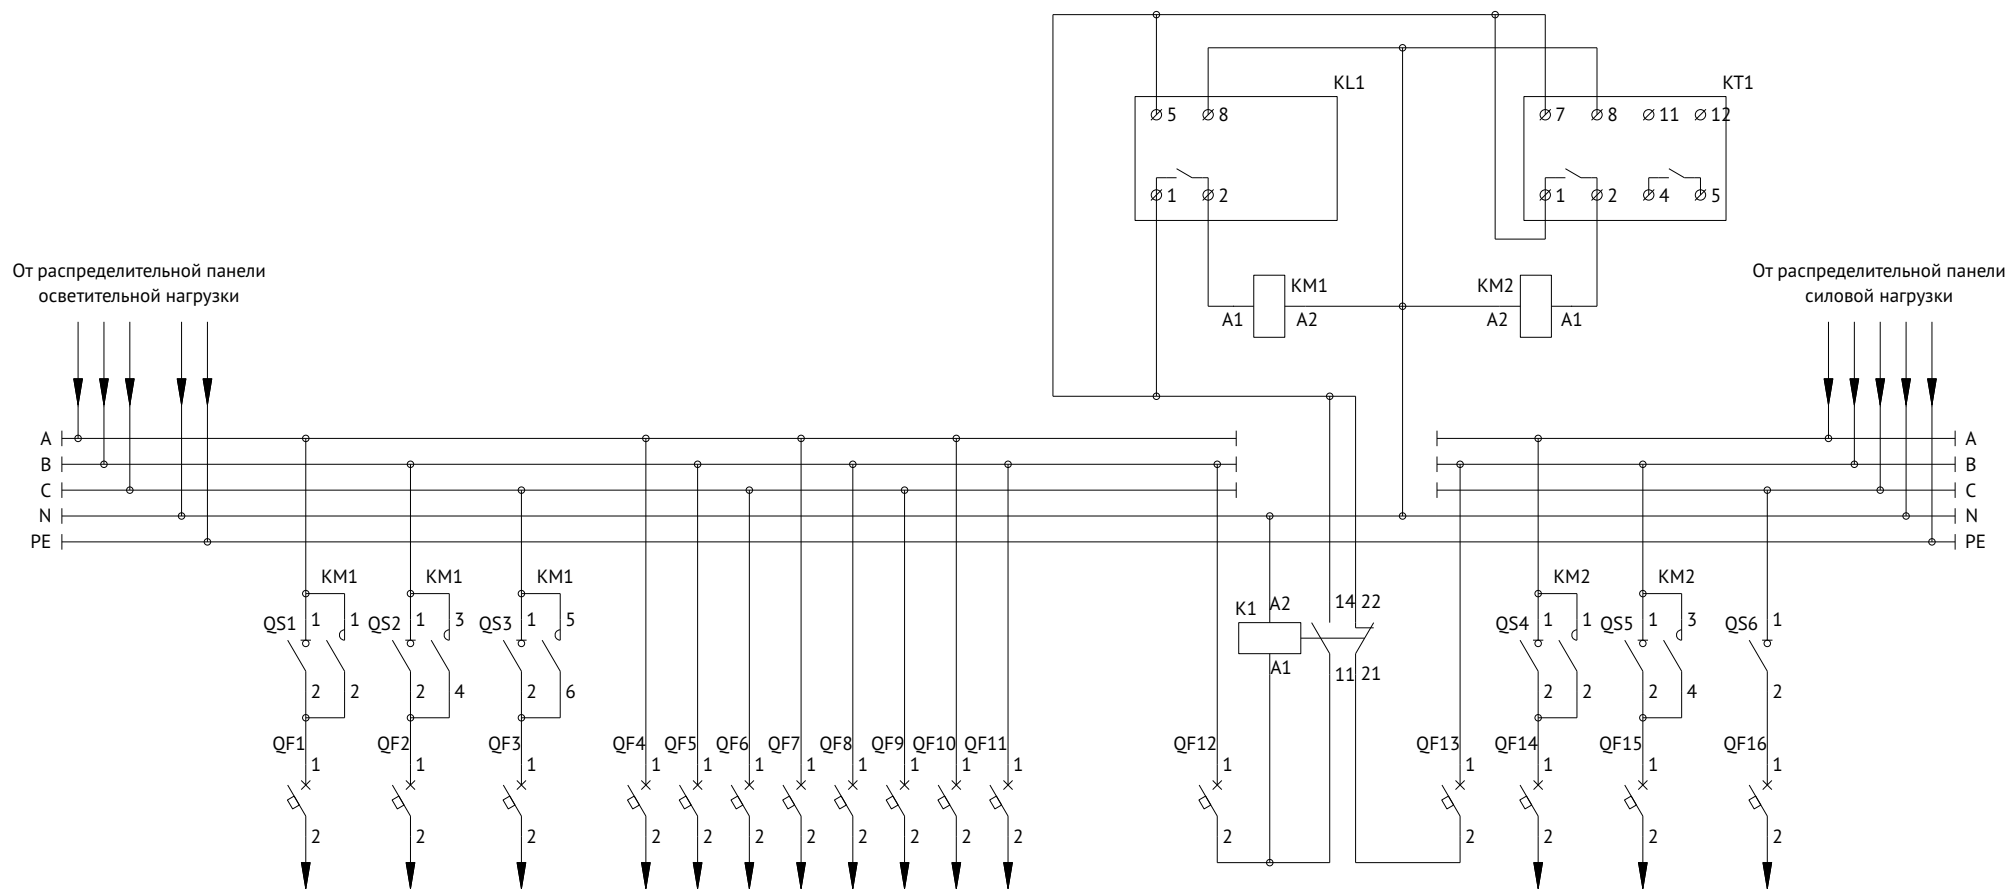 KL1
KT1
5 8
7 8 11 12
1 2
1 2 4 5
От распределительной панели
осветительной нагрузки
От распределительной панели
силовой нагрузки
KM1
KM2
A1 A2
A2 A1
A A
B B
C C
N N
PE PE
KM1 KM1 KM1 KM2 KM2
K1 A2 14 22
QS1 1 1 QS2 1 3 QS3 1 5 QS4 1 1 QS5 1 3 QS6 1
A1 11 21
2 2 2 4 2 6 2 2 2 4 2
QF1 QF2 QF3 QF4 QF5 QF6 QF7 QF8 QF9 QF10 QF11 QF12 QF13 QF14 QF15 QF16
1 1 1 1 1 1 1 1 1 1 1 1 1 1 1 1
2 2 2 2 2 2 2 2 2 2 2 2 2 2 2 2